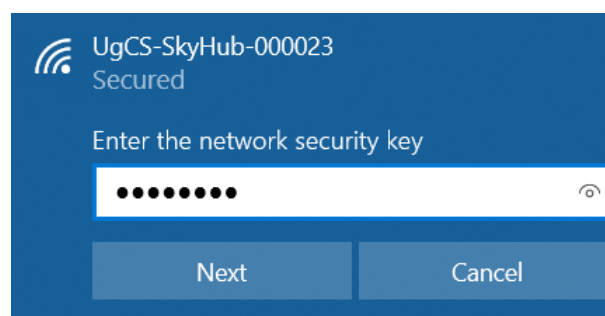 UgCS-SkyHub-000023
Secured
Enter the network security key
●●●●●●●●
Next Cancel